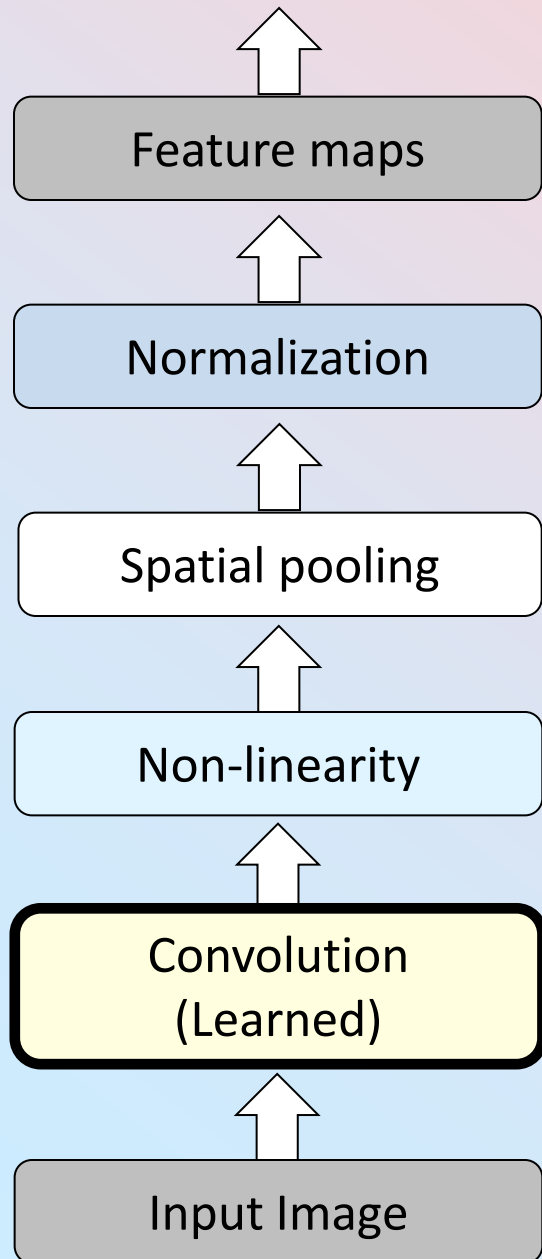 Feature maps
Normalization
Spatial pooling
Non-linearity
Convolution
(Learned)
Input Image